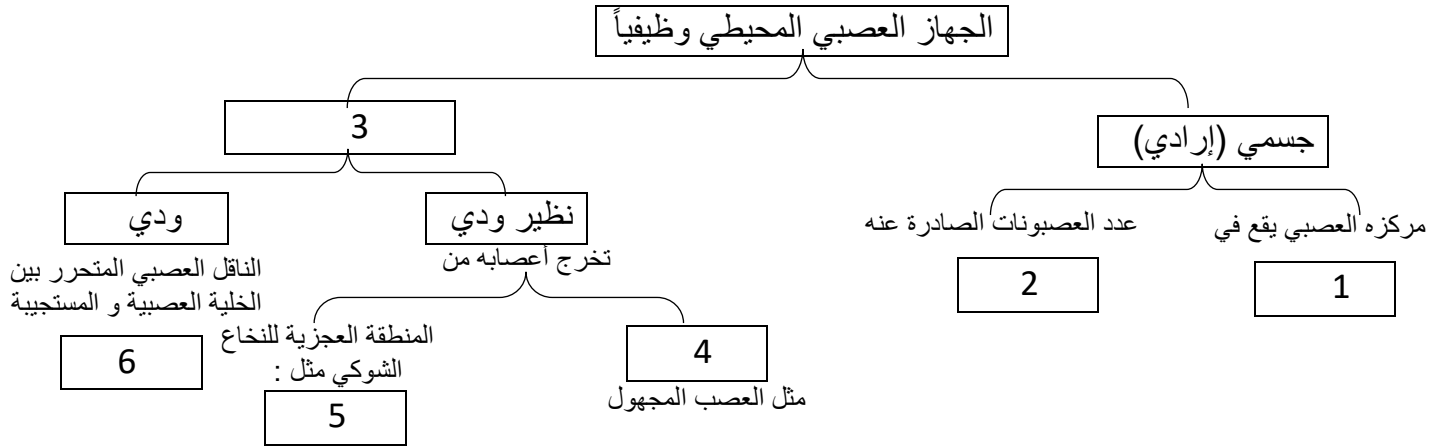 الجهاز العصبي المحيطي وظيفياً
جسمي (إرادي)
3
مركزه العصبي يقع في
1
عدد العصبونات الصادرة عنه
2
نظير ودي
تخرج أعصابه من
4
مثل العصب المجهول
المنطقة العجزية للنخاع
الشوكي مثل :
5
ودي
الناقل العصبي المتحرر بين
الخلية العصبية و المستجيبة
6